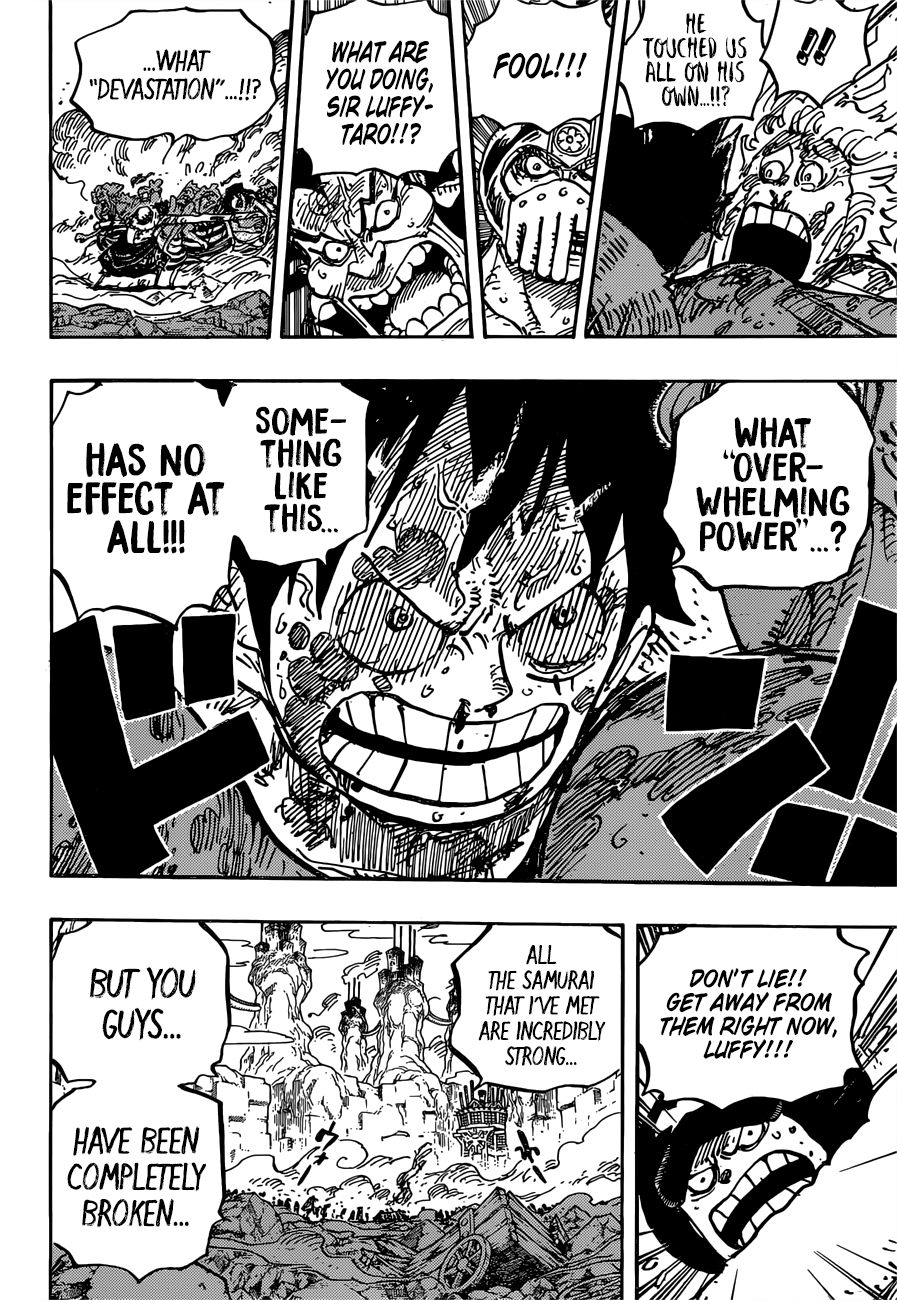 !!
HE
TOUCHED US
ALL ON HIS
OWN...!!?
FOOL!!!
WHAT ARE
YOU DOING,
SIR LUFFY-
TARO!!?
...WHAT
"DEVASTATION"...!!?
WHAT
"OVER-
WHELMING
POWER"...?
SOME-
THING
LIKE
THIS...
HAS NO
EFFECT AT
ALL!!!
ドン!!
DON'T LIE!!
GET AWAY FROM
THEM RIGHT NOW,
LUFFY!!!
ALL
THE SAMURAI
THAT I'VE MET
ARE INCREDIBLY
STRONG...
BUT YOU
GUYS...
HAVE BEEN
COMPLETELY
BROKEN...